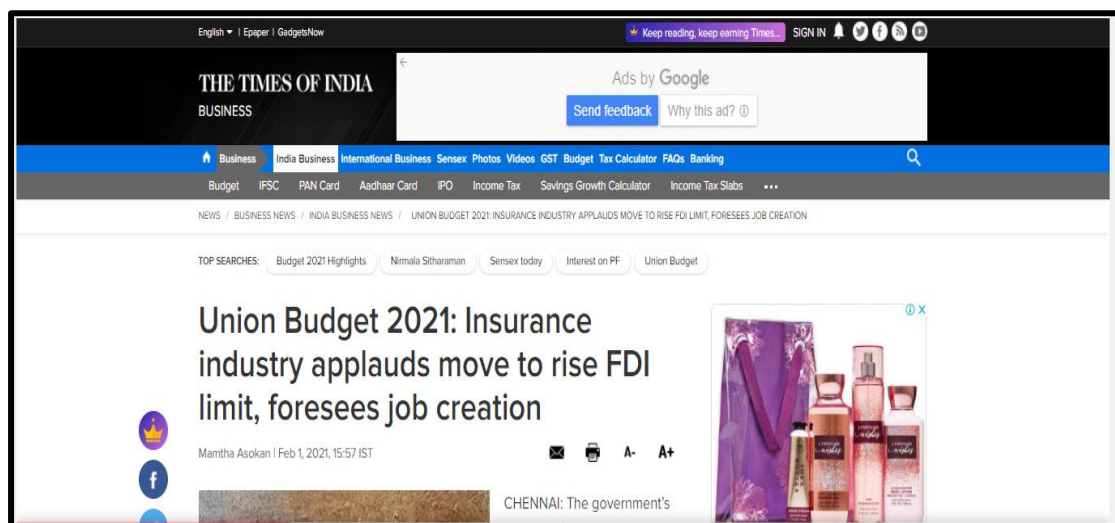 English | Epaper | GadgetsNow
Keep reading, keep earning Times... SIGN IN
THE TIMES OF INDIA
BUSINESS
Ads by Google
Send feedback Why this ad?
Business India Business International Business Sensex Photos Videos GST Budget Tax Calculator FAQs Banking
Budget IFSC PAN Card Aadhaar Card IPO Income Tax Savings Growth Calculator Income Tax Slabs ...
NEWS / BUSINESS NEWS / INDIA BUSINESS NEWS / UNION BUDGET 2021: INSURANCE INDUSTRY APPLAUDS MOVE TO RISE FDI LIMIT, FORESEES JOB CREATION
TOP SEARCHES: Budget 2021 Highlights Nirmala Sitharaman Sensex today Interest on PF Union Budget
Union Budget 2021: Insurance
industry applauds move to rise FDI
limit, foresees job creation
Mamtha Asokan | Feb 1, 2021, 15:57 IST
A- A+
CHENNAI: The government's
wishes
wishes